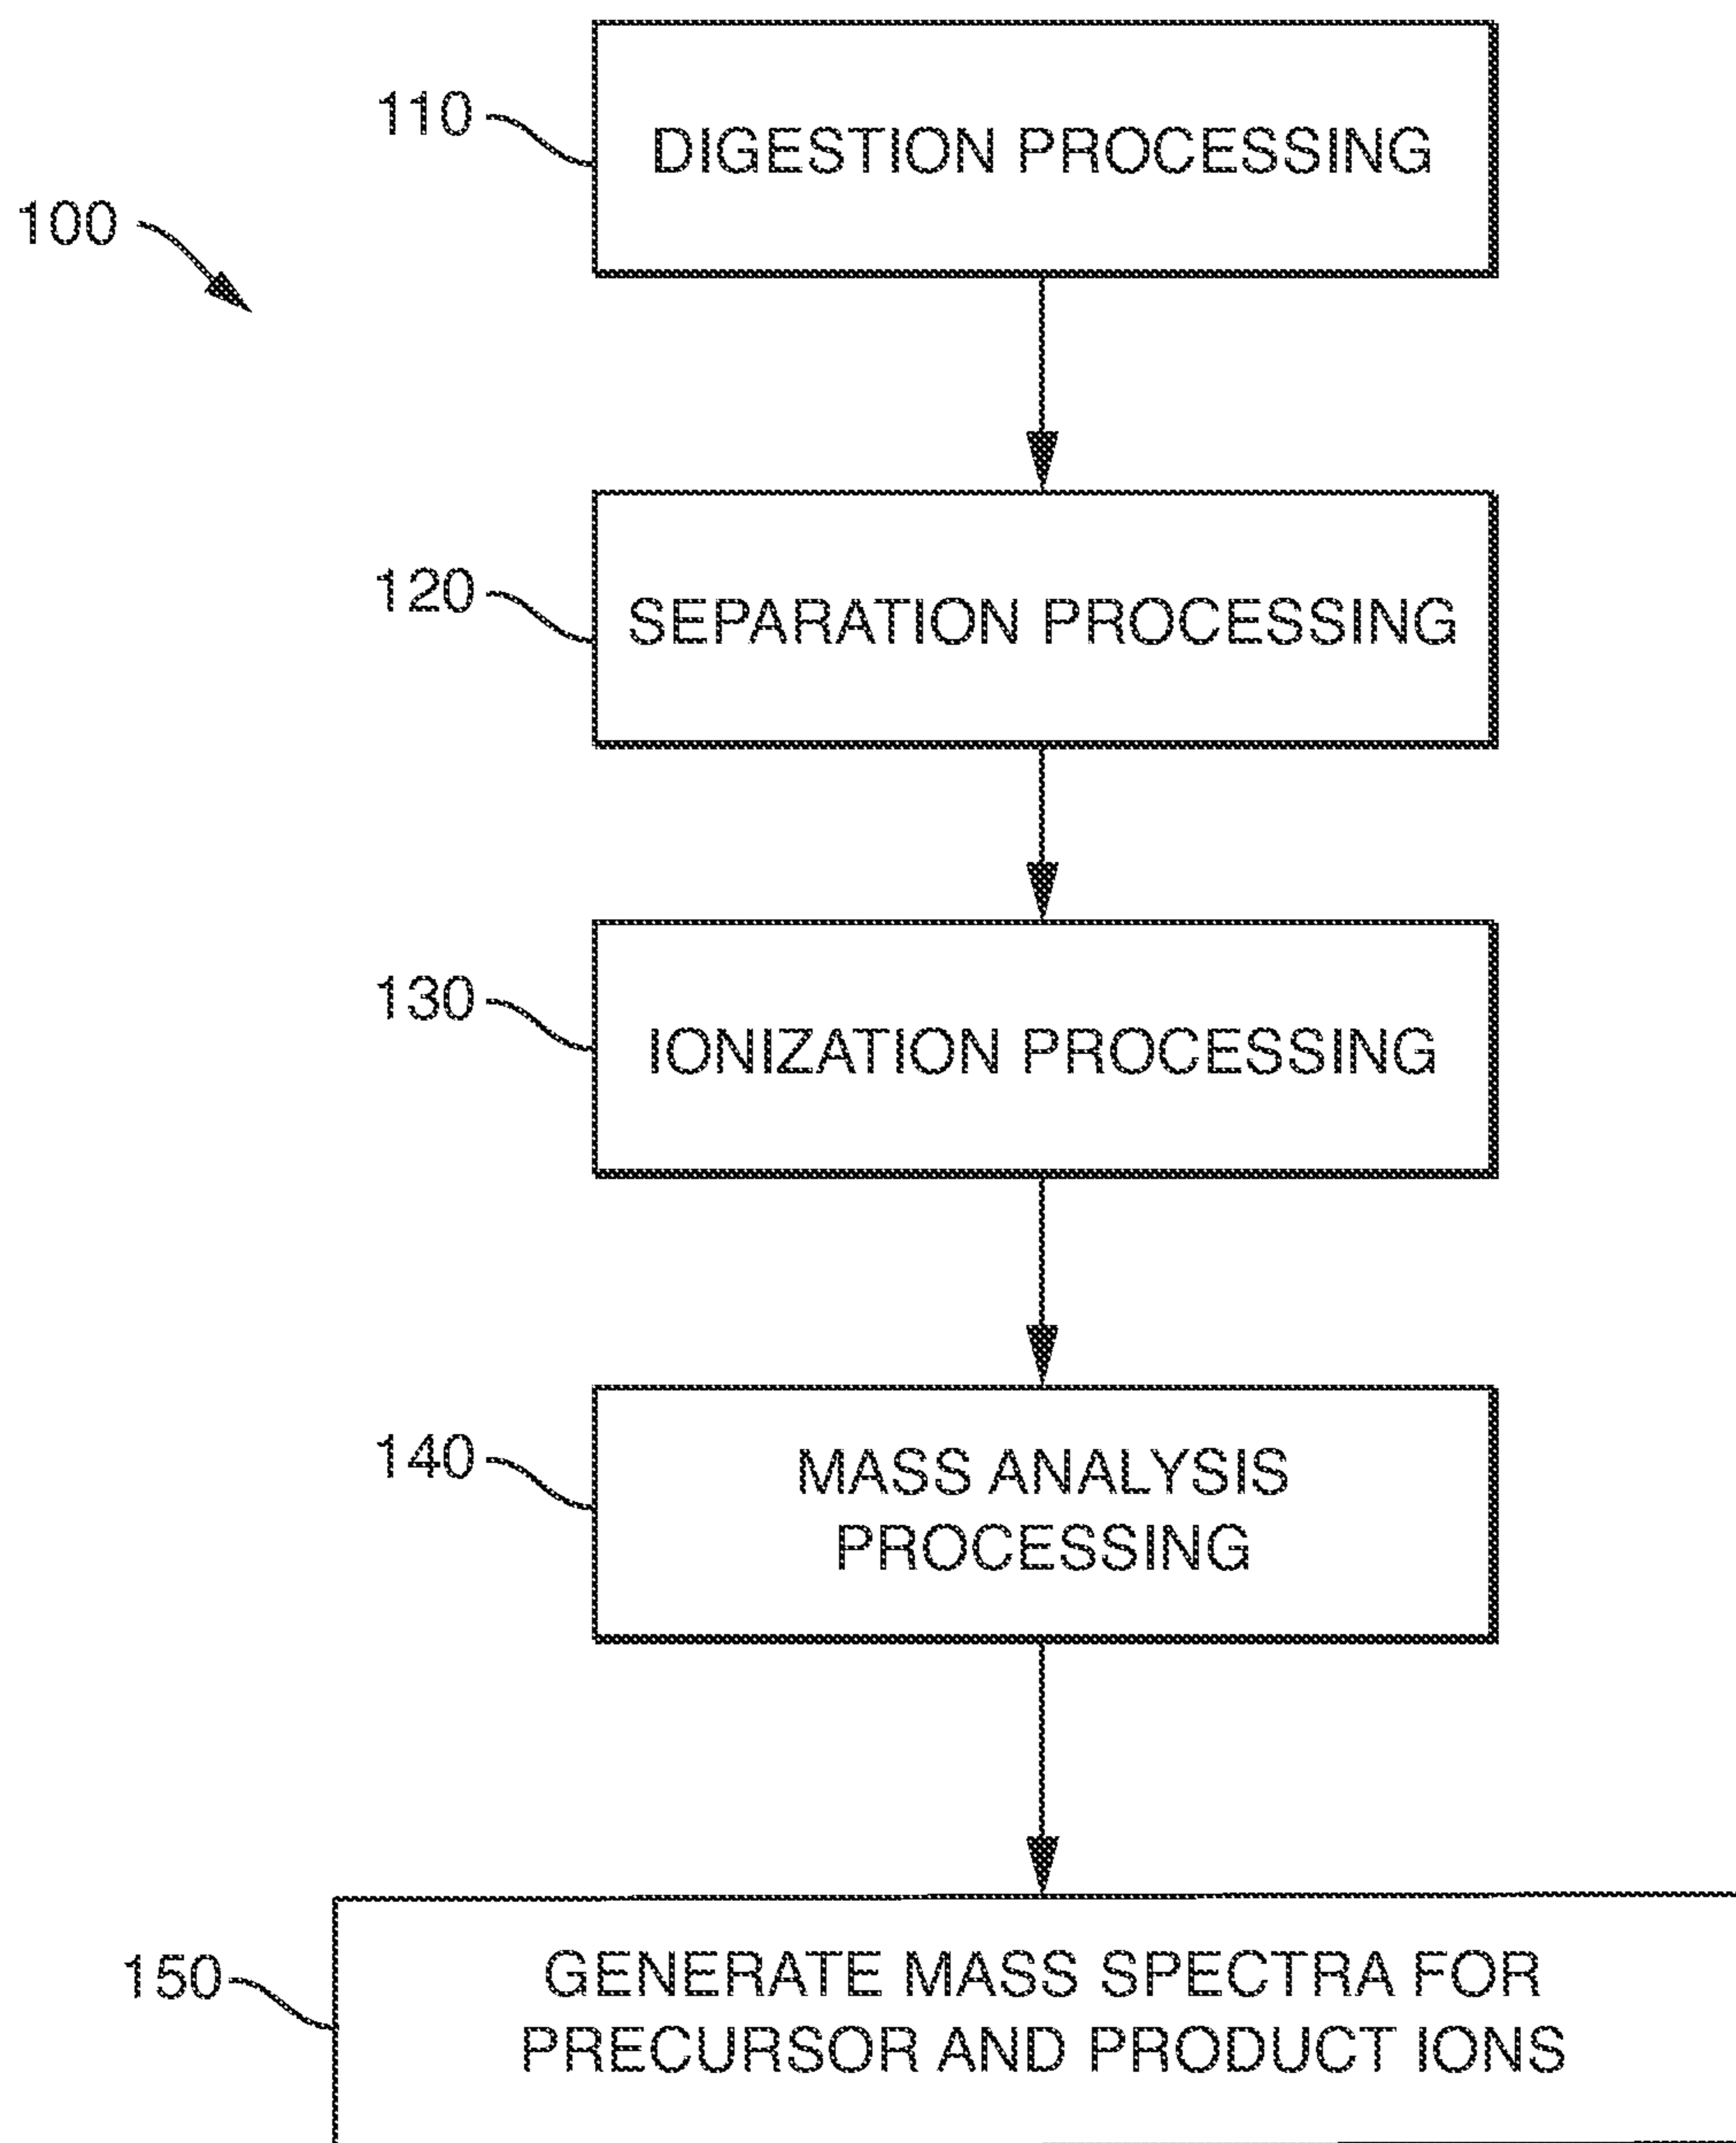 110
DIGESTION PROCESSING
100
120
SEPARATION PROCESSING
130
IONIZATION PROCESSING
140
MASS ANALYSIS
PROCESSING
150
GENERATE MASS SPECTRA FOR
PRECURSOR AND PRODUCT IONS